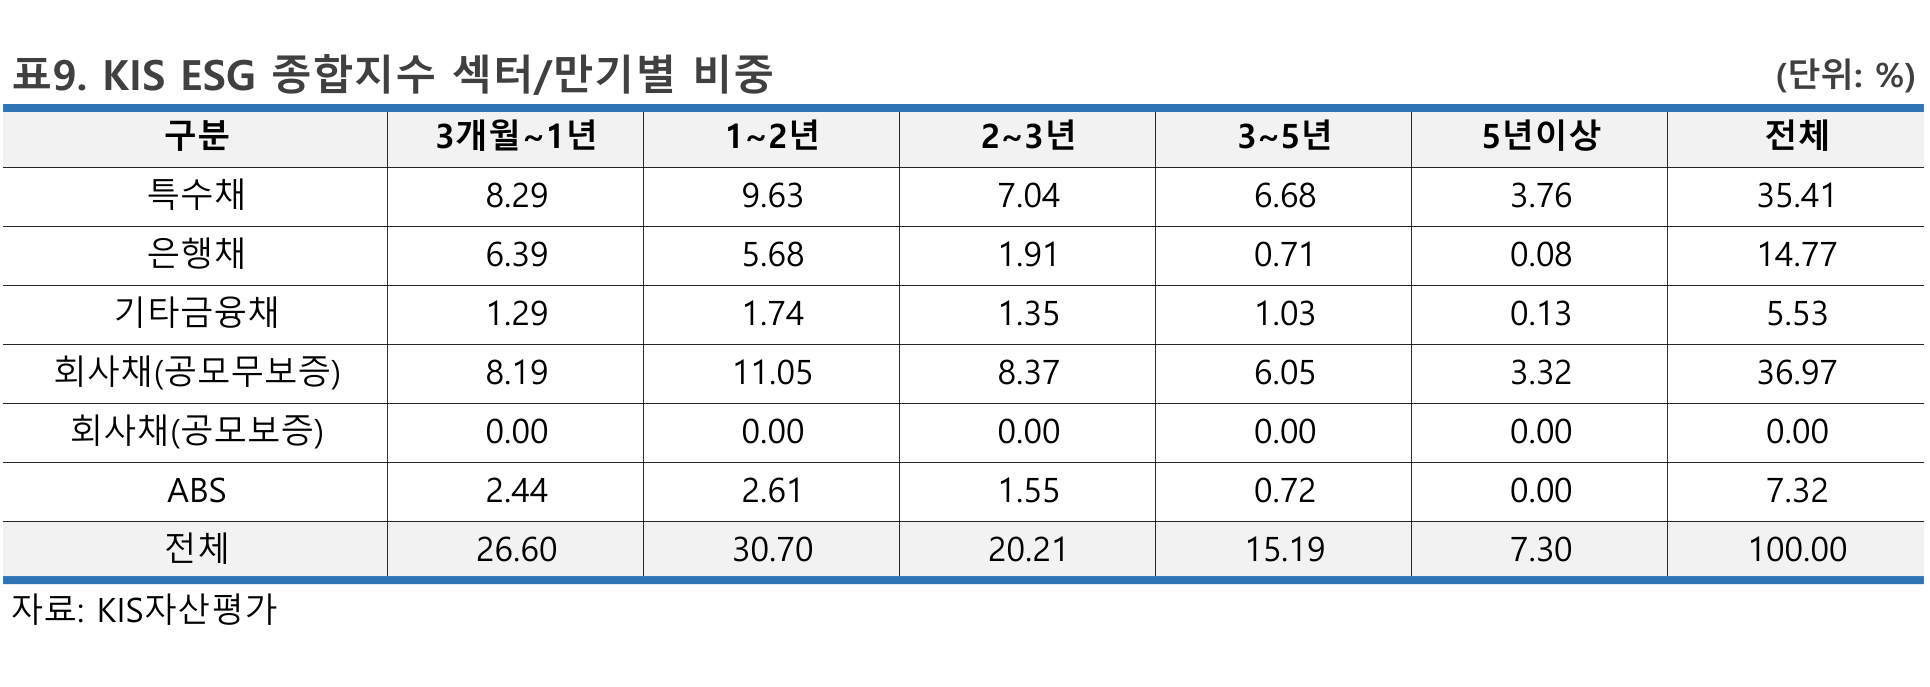 표9. KIS ESG 종합지수 섹터/만기별 비중 (단위: %)
구분 3개월~1년 1~2년 2~3년 3~5년 5년이상 전체
특수채 8.29 9.63 7.04 6.68 3.76 35.41
은행채 6.39 5.68 1.91 0.71 0.08 14.77
기타금융채 1.29 1.74 1.35 1.03 0.13 5.53
회사채(공모무보증) 8.19 11.05 8.37 6.05 3.32 36.97
회사채(공모보증) 0.00 0.00 0.00 0.00 0.00 0.00
ABS 2.44 2.61 1.55 0.72 0.00 7.32
전체 26.60 30.70 20.21 15.19 7.30 100.00
자료: KIS자산평가